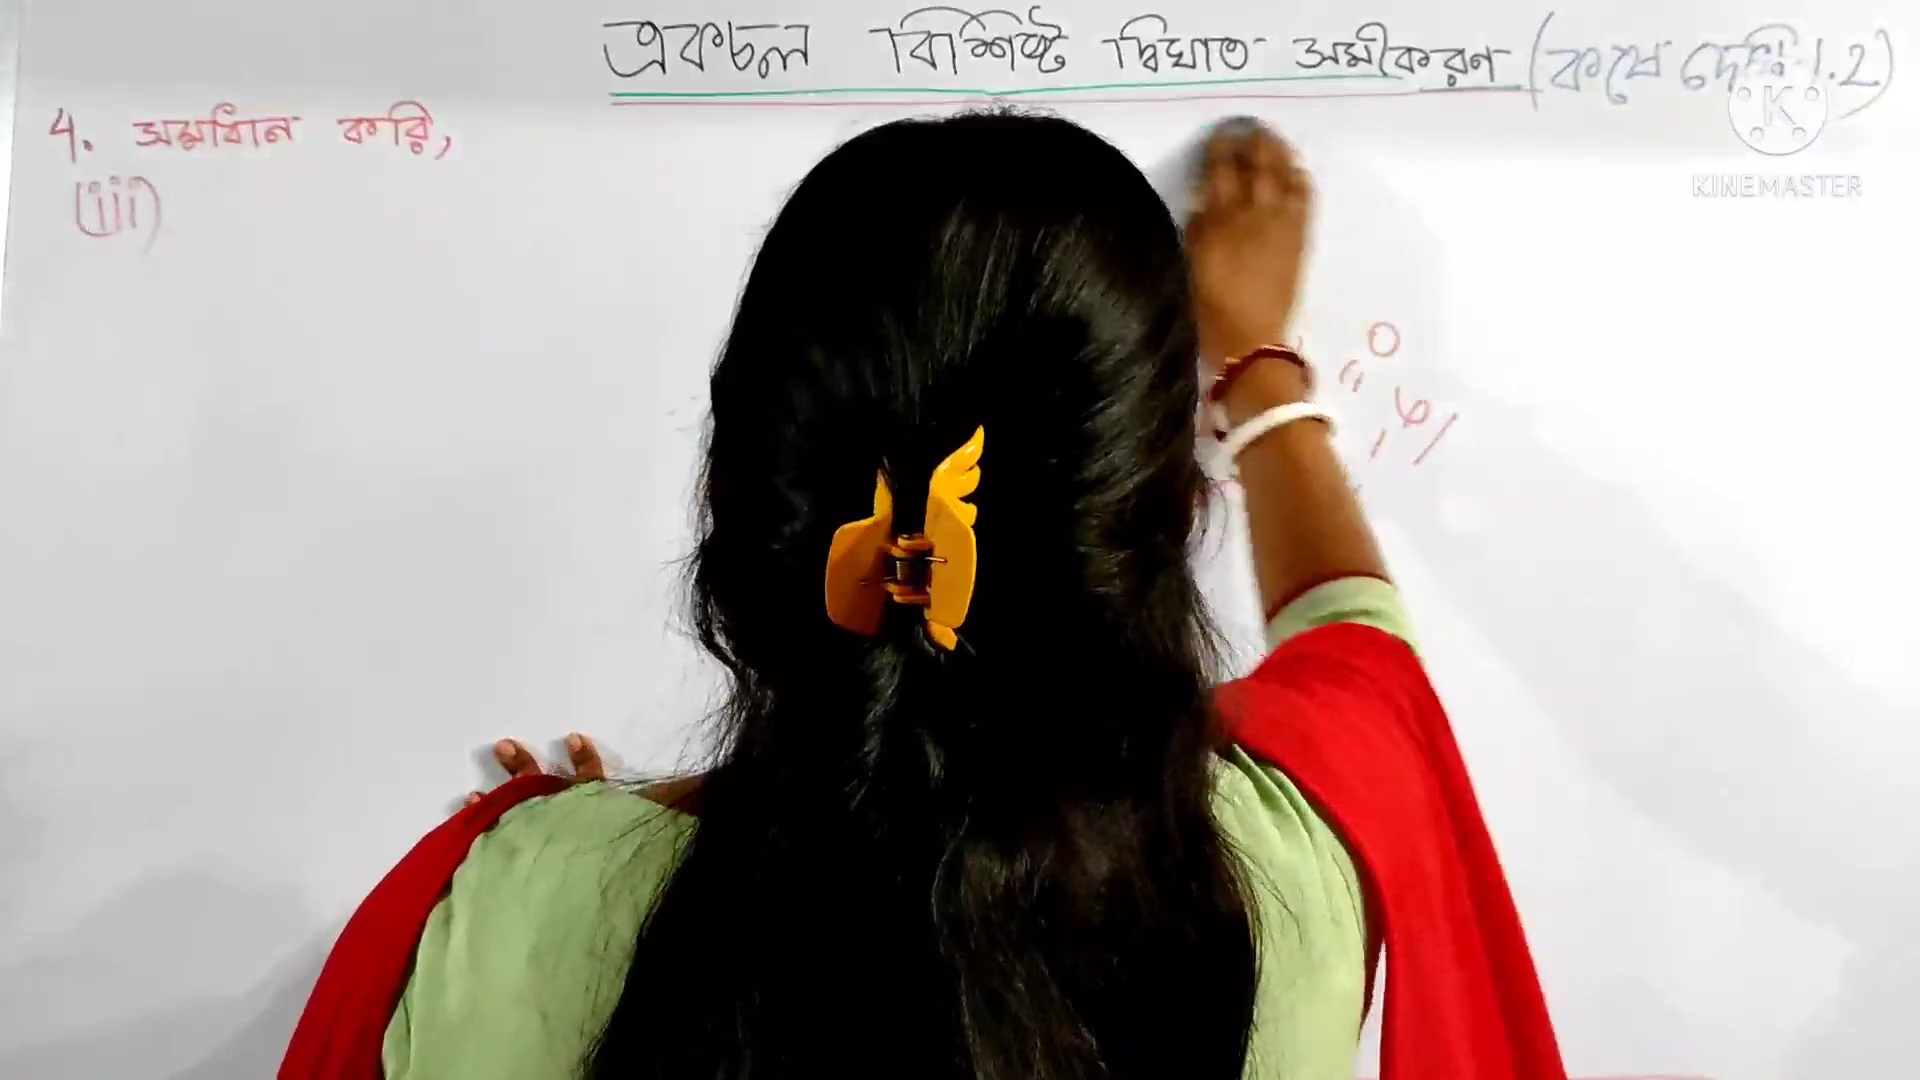 একচল বিশিষ্ট দ্বিঘাত সমীকরণ (কষে দেখি 1.2)
4. সমাধান করি,
(iii)
K
KINEMASTER